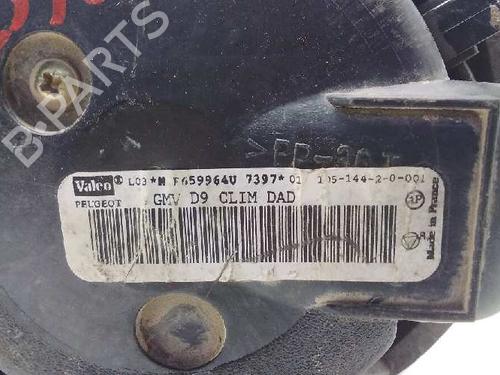 B-PARTS
>PP-
Valeo L03 *M F659964U 7397* 01 105-144-2-0-001
PEUGEOT GMV D9 CLIM DAD
Made in France